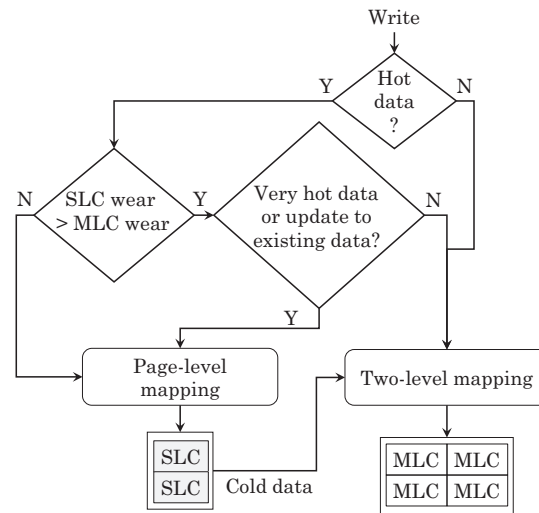 Write
Hot
data
?
Y
N
SLC wear
> MLC wear
N
Y
Very hot data
or update to
existing data?
N
Y
Page-level
mapping
Two-level mapping
SLC
SLC
Cold data
MLC MLC
MLC MLC